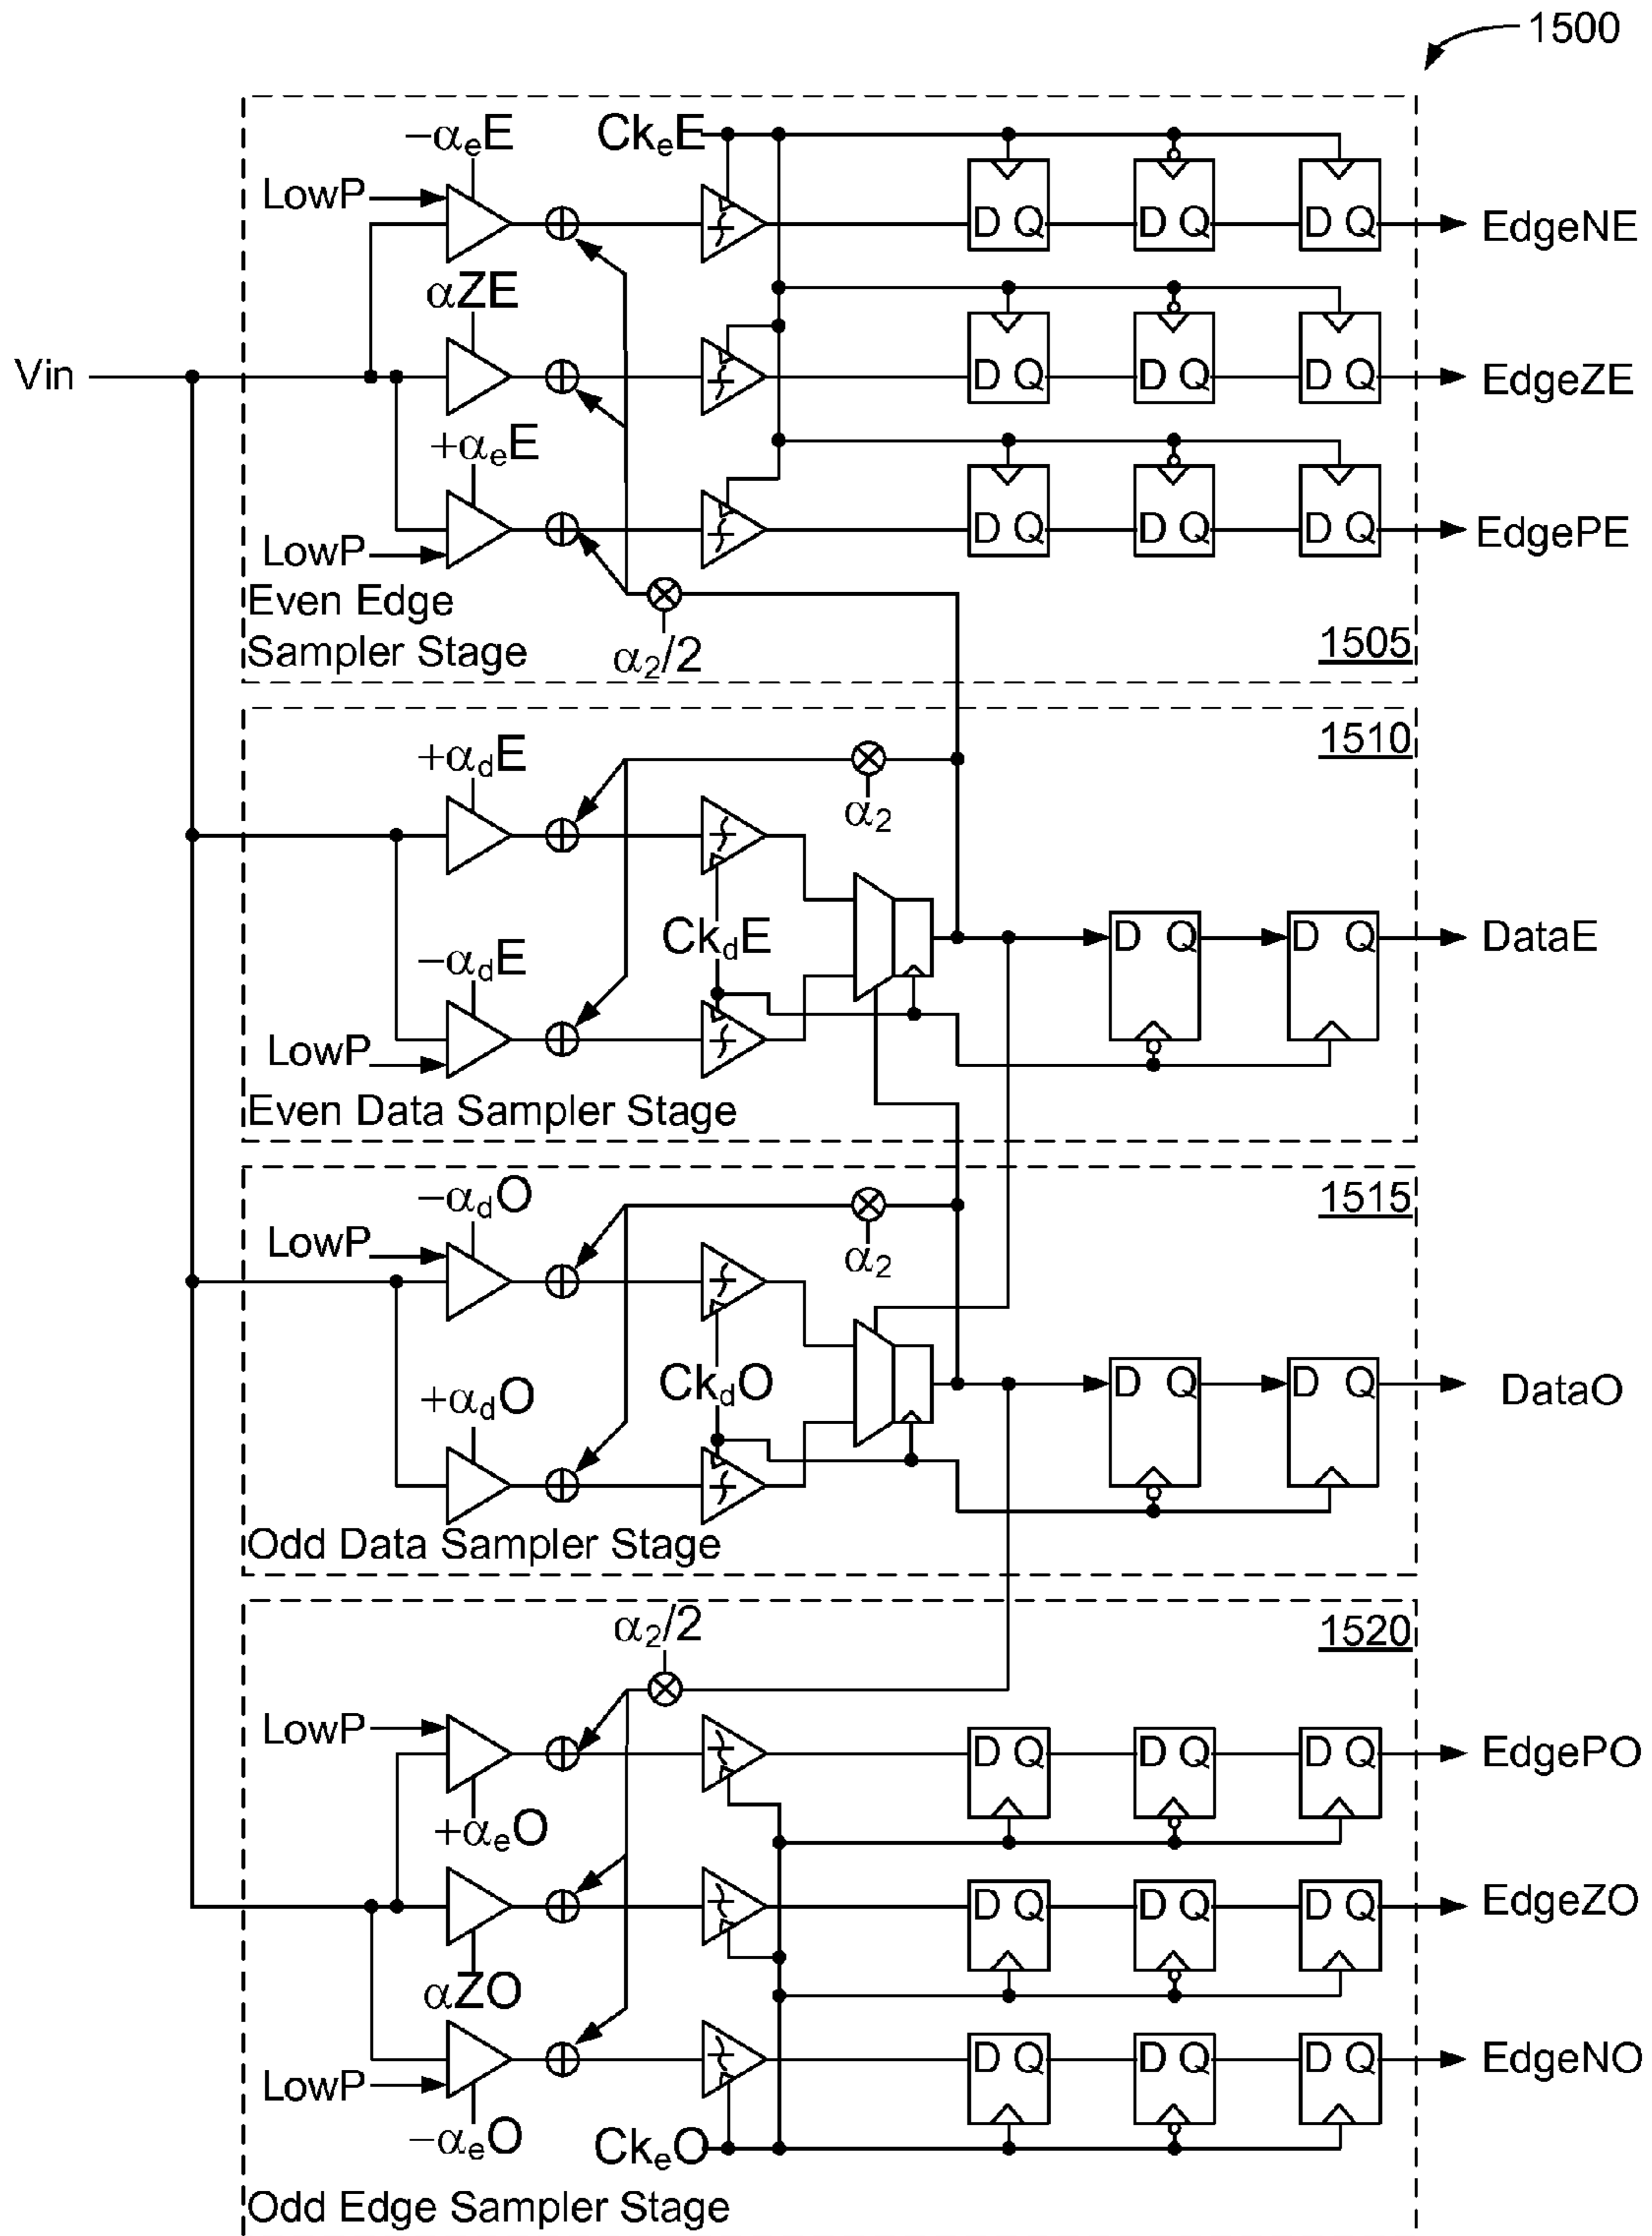 1500
−αeE
CkeE
LowP
D Q D Q D Q
EdgeNE
αZE
Vin
D Q D Q D Q
EdgeZE
+αeE
D Q D Q D Q
EdgePE
LowP
Even Edge
Sampler Stage
α2/2
1505
1510
+αdE
α2
CkdE
D Q D Q
DataE
−αdE
LowP
Even Data Sampler Stage
1515
−αdO
LowP
α2
CkdO
D Q D Q
DataO
+αdO
Odd Data Sampler Stage
α2/2
1520
LowP
D Q D Q D Q
EdgePO
+αeO
D Q D Q D Q
EdgeZO
αZO
D Q D Q D Q
EdgeNO
LowP
−αeO
CkeO
Odd Edge Sampler Stage